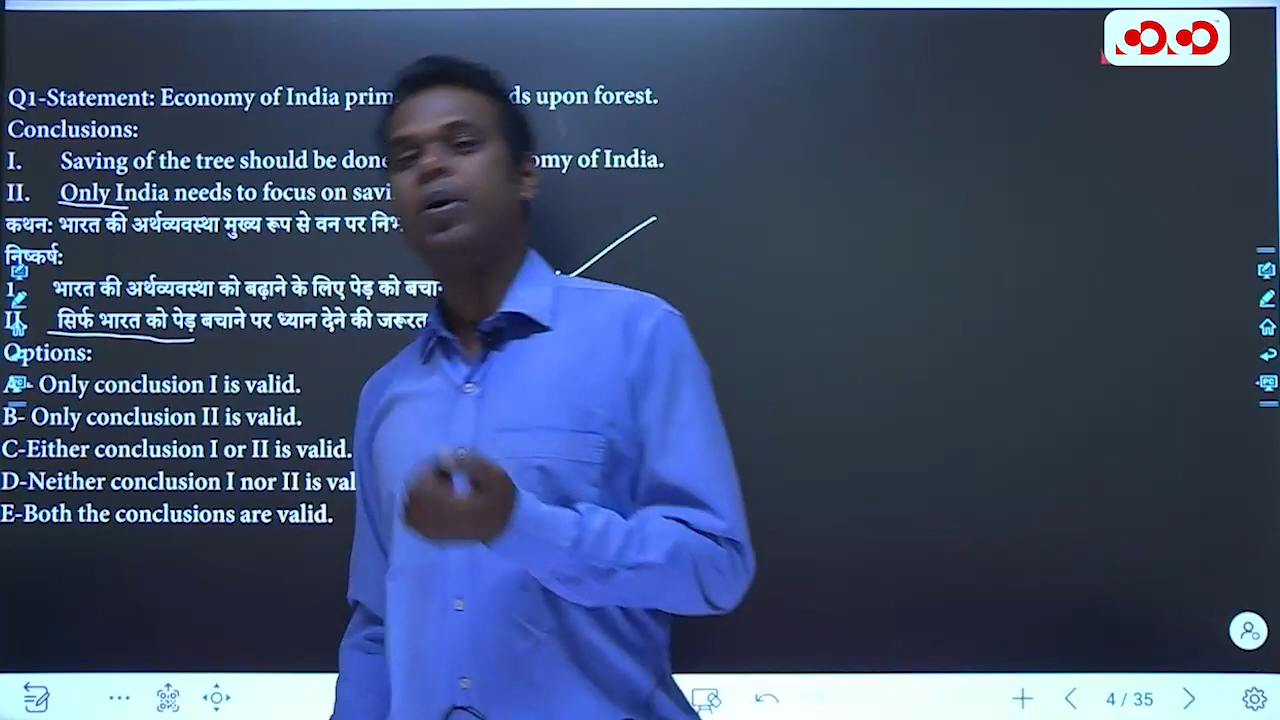 Q1-Statement: Economy of India prim ds upon forest.
Conclusions:
I. Saving of the tree should be done omy of India.
II. Only India needs to focus on savi
कथन: भारत की अर्थव्यवस्था मुख्य रूप से वन पर निर्भ
निष्कर्ष:
1. भारत की अर्थव्यवस्था को बढ़ाने के लिए पेड़ को बचा
II. सिर्फ भारत को पेड़ बचाने पर ध्यान देने की जरूरत
Options:
A- Only conclusion I is valid.
B- Only conclusion II is valid.
C-Either conclusion I or II is valid.
D-Neither conclusion I nor II is val
E-Both the conclusions are valid.
4 / 35